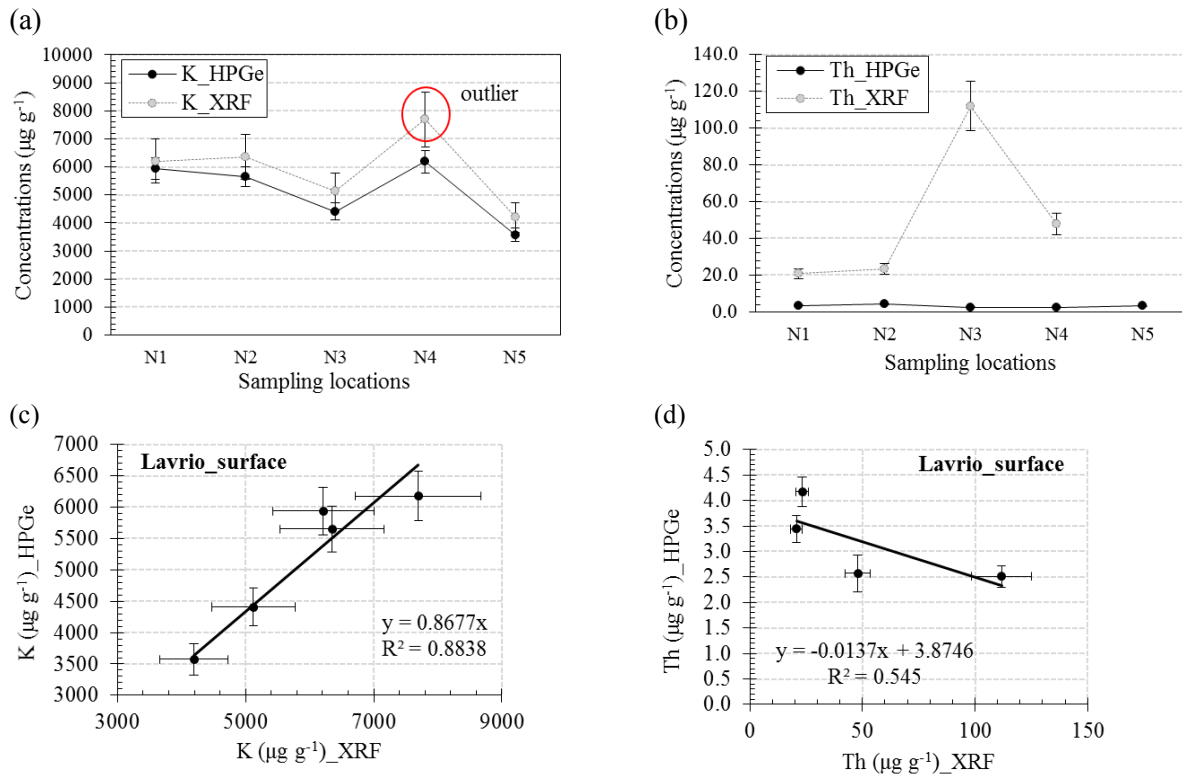 (a)
10000
9000
8000
7000
6000
5000
4000
3000
2000
1000
0
Concentrations (µg g⁻¹)
K_HPGe
K_XRF
outlier
N1 N2 N3 N4 N5
Sampling locations
(b)
140.0
120.0
100.0
80.0
60.0
40.0
20.0
0.0
Concentrations (µg g⁻¹)
Th_HPGe
Th_XRF
N1 N2 N3 N4 N5
Sampling locations
(c)
7000
6500
6000
5500
5000
4500
4000
3500
3000
K (µg g⁻¹)_HPGe
Lavrio_surface
y = 0.8677x
R² = 0.8838
3000 5000 7000 9000
K (µg g⁻¹)_XRF
(d)
5.0
4.5
4.0
3.5
3.0
2.5
2.0
1.5
1.0
0.5
0.0
Th (µg g⁻¹)_HPGe
Lavrio_surface
y = -0.0137x + 3.8746
R² = 0.545
0 50 100 150
Th (µg g⁻¹)_XRF